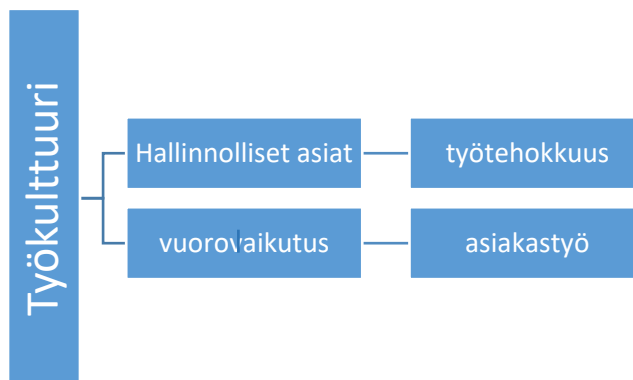 Työkulttuuri
Hallinnolliset asiat
työtehokkuus
vuorovaikutus
asiakastyö